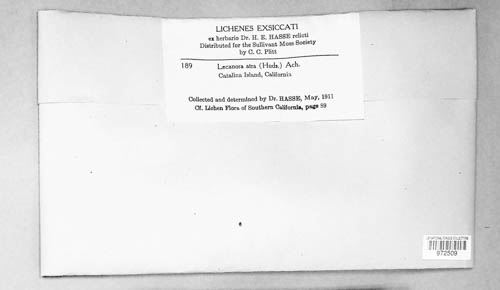 LICHENES EXSICCATI
ex herbario Dr. H. E. HASSE relicti
Distributed for the Sullivant Moss Society
by C. C. Plitt
189 Lecanora atra (Huds.) Ach.
Catalica Island, California
Collected and determined by Dr. HASSE, May, 1911
Cf. Lichen Flora of Southern California, page 89
972509